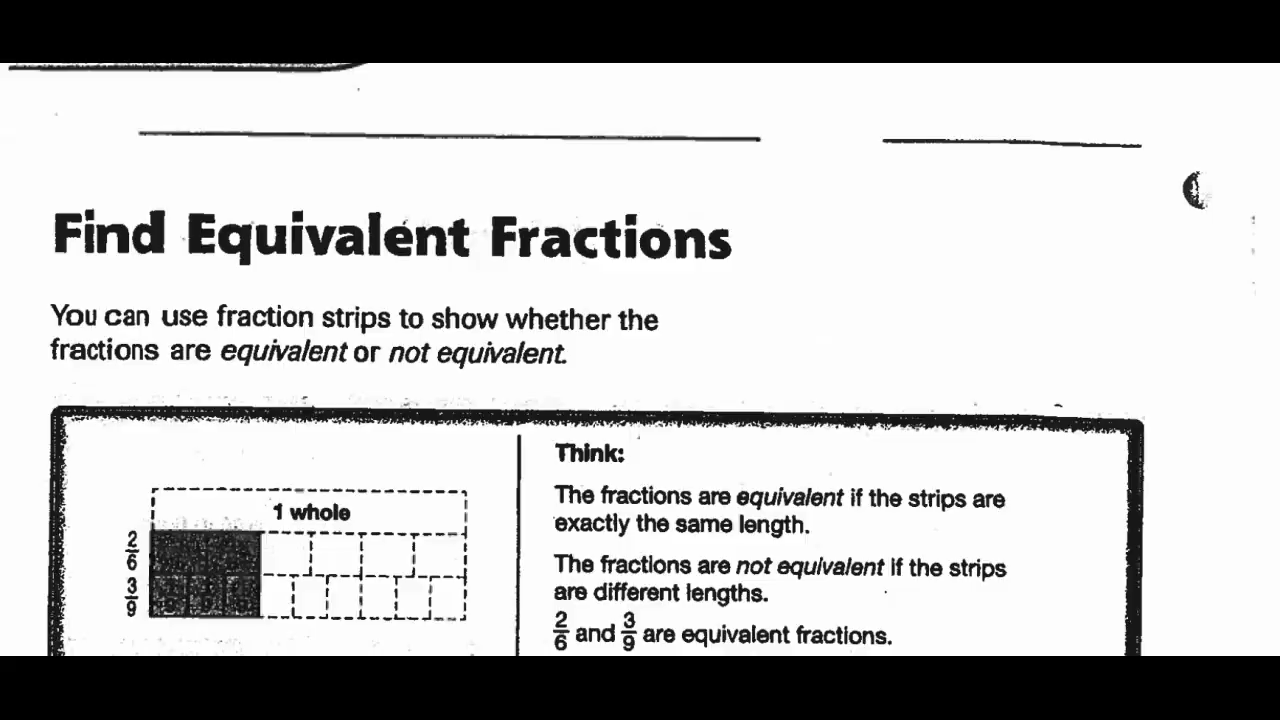 Find Equivalent Fractions
You can use fraction strips to show whether the
fractions are equivalent or not equivalent.
1 whole
2/6
3/9
Think:
The fractions are equivalent if the strips are
exactly the same length.
The fractions are not equivalent if the strips
are different lengths.
2/6 and 3/9 are equivalent fractions.